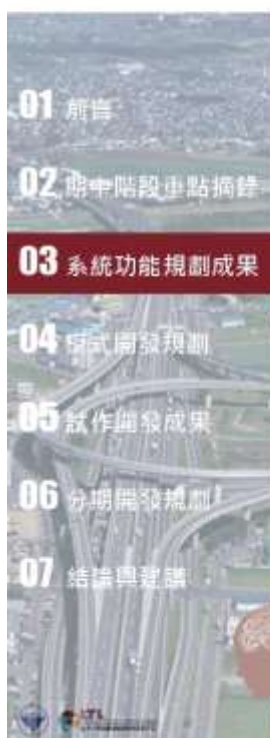 01 前言
02 期中階段重點摘錄
03 系統功能規劃成果
04 程式開發規劃
05 試作開發成果
06 分期開發規劃
07 結論與建議